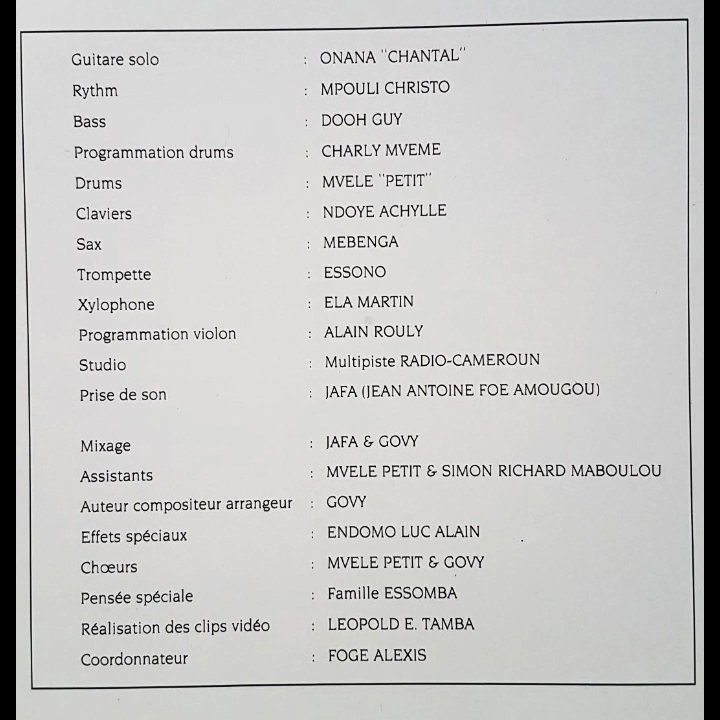 Guitare solo : ONANA "CHANTAL"
Rythm : MPOULI CHRISTO
Bass : DOOH GUY
Programmation drums : CHARLY MVEME
Drums : MVELE "PETIT"
Claviers : NDOYE ACHYLLE
Sax : MEBENGA
Trompette : ESSONO
Xylophone : ELA MARTIN
Programmation violon : ALAIN ROULY
Studio : Multipiste RADIO-CAMEROUN
Prise de son : JAFA (JEAN ANTOINE FOE AMOUGOU)
Mixage : JAFA & GOVY
Assistants : MVELE PETIT & SIMON RICHARD MABOULOU
Auteur compositeur arrangeur : GOVY
Effets spéciaux : ENDOMO LUC ALAIN
Chœurs : MVELE PETIT & GOVY
Pensée spéciale : Famille ESSOMBA
Réalisation des clips vidéo : LEOPOLD E. TAMBA
Coordonnateur : FOGE ALEXIS